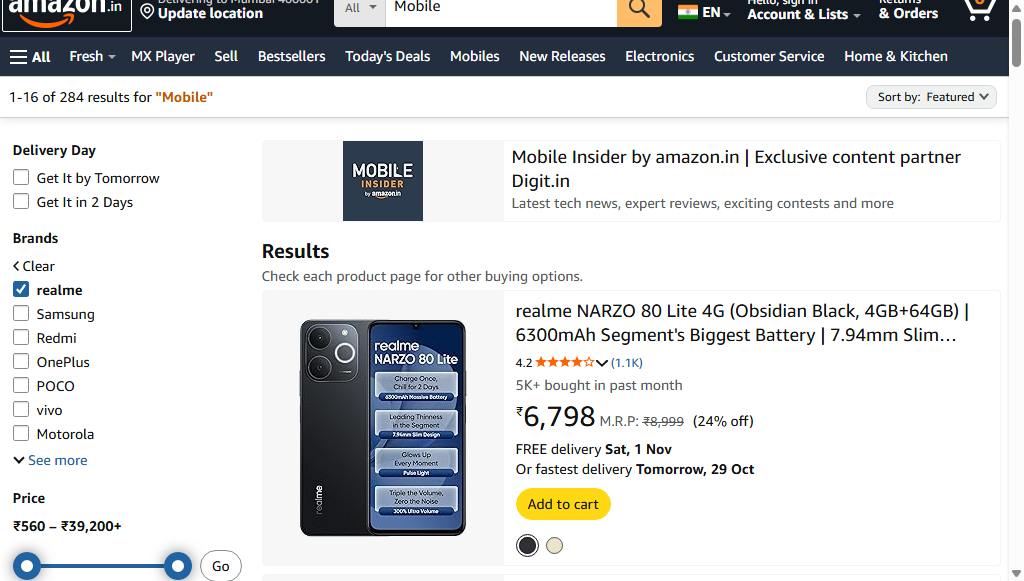 amazon.in
Delivering to Mumbai 400001
Update location
All
Mobile
EN
Hello, sign in
Account & Lists
Returns
& Orders
0
All
Fresh
MX Player
Sell
Bestsellers
Today's Deals
Mobiles
New Releases
Electronics
Customer Service
Home & Kitchen
1-16 of 284 results for "Mobile"
Sort by: Featured
Delivery Day
Get It by Tomorrow
Get It in 2 Days
Brands
Clear
realme
Samsung
Redmi
OnePlus
POCO
vivo
Motorola
See more
Price
₹560 – ₹39,200+
Go
MOBILE
INSIDER
by amazon.in
Mobile Insider by amazon.in | Exclusive content partner
Digit.in
Latest tech news, expert reviews, exciting contests and more
Results
Check each product page for other buying options.
realme
realme
NARZO 80 Lite
Charge Once,
Chill for 2 Days
6300mAh Massive Battery
Leading Thinness
in the Segment
7.94mm Slim Design
Glows Up
Every Moment
Pulse Light
Triple the Volume,
Zero the Noise
300% Ultra Volume
realme NARZO 80 Lite 4G (Obsidian Black, 4GB+64GB) |
6300mAh Segment's Biggest Battery | 7.94mm Slim…
4.2 (1.1K)
5K+ bought in past month
₹6,798 M.R.P: ₹8,999 (24% off)
FREE delivery Sat, 1 Nov
Or fastest delivery Tomorrow, 29 Oct
Add to cart